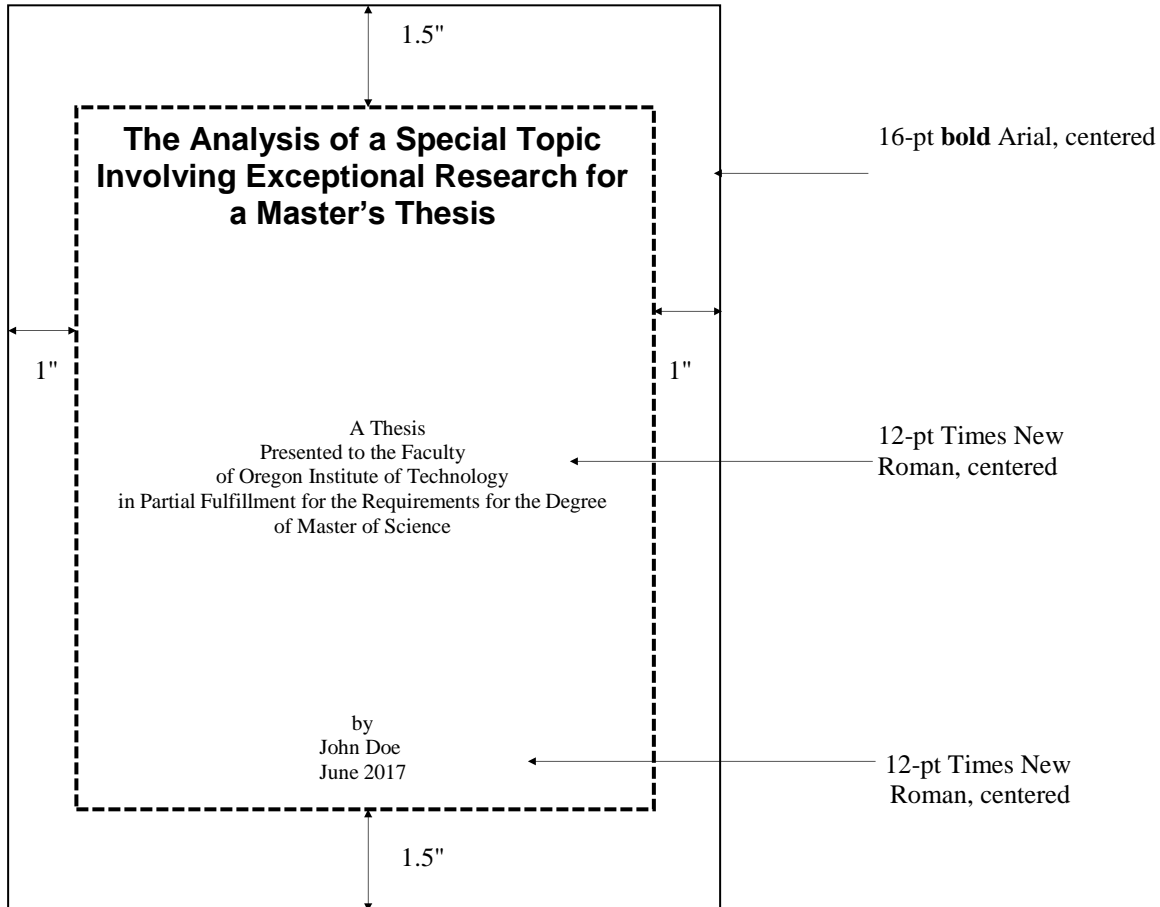 1.5"
The Analysis of a Special Topic
Involving Exceptional Research for
a Master’s Thesis
16-pt bold Arial, centered
1"
1"
A Thesis
Presented to the Faculty
of Oregon Institute of Technology
in Partial Fulfillment for the Requirements for the Degree
of Master of Science
12-pt Times New
Roman, centered
by
John Doe
June 2017
12-pt Times New
Roman, centered
1.5"